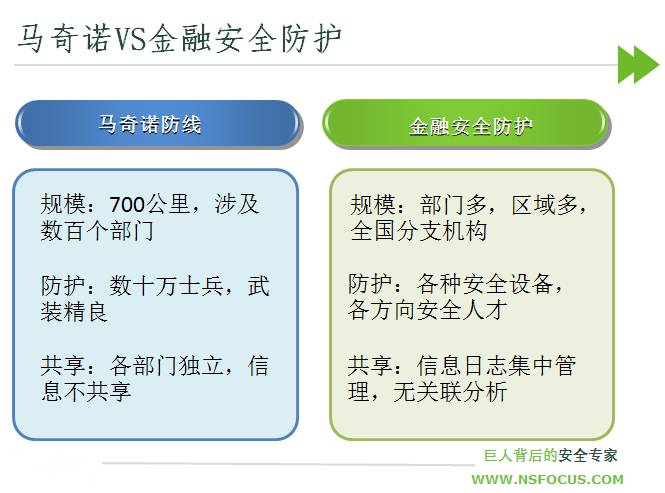 马奇诺VS金融安全防护
马奇诺防线
规模：700公里，涉及
数百个部门
防护：数十万士兵，武
装精良
共享：各部门独立，信
息不共享
金融安全防护
规模：部门多，区域多，
全国分支机构
防护：各种安全设备，
各方向安全人才
共享：信息日志集中管
理，无关联分析
巨人背后的安全专家
WWW.NSFOCUS.COM